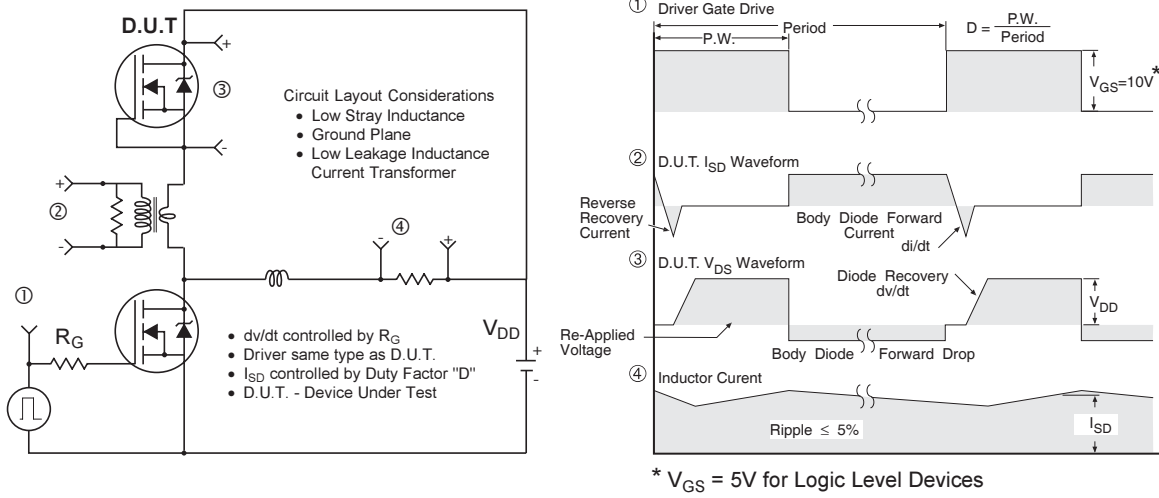 D.U.T
+
③
-
Circuit Layout Considerations
• Low Stray Inductance
• Ground Plane
• Low Leakage Inductance
Current Transformer
+
②
-
-
④
+
①
R_G
• dv/dt controlled by R_G
• Driver same type as D.U.T.
• I_SD controlled by Duty Factor "D"
• D.U.T. - Device Under Test
V_DD
+
-
① Driver Gate Drive
P.W.
Period
D = P.W. / Period
V_GS=10V *
② D.U.T. I_SD Waveform
Reverse
Recovery
Current
Body Diode Forward
Current
di/dt
③ D.U.T. V_DS Waveform
Diode Recovery
dv/dt
V_DD
Re-Applied
Voltage
Body Diode Forward Drop
④ Inductor Curent
Ripple ≤ 5%
I_SD
* V_GS = 5V for Logic Level Devices